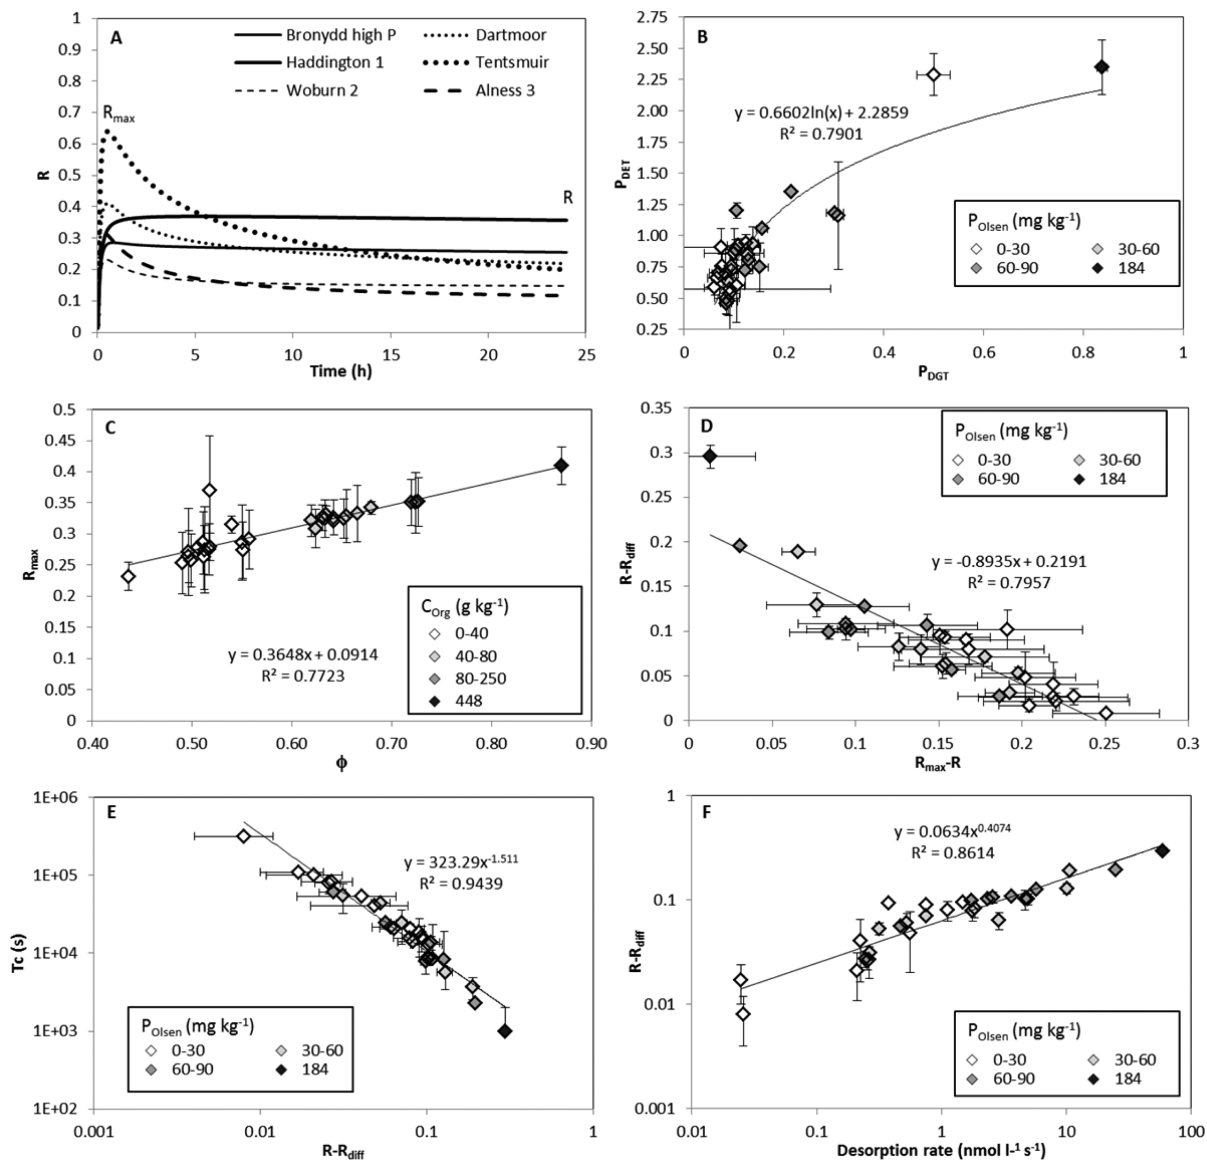 A
Bronydd high P
Dartmoor
Haddington 1
Tentsmuir
Woburn 2
Alness 3
Rmax
R
R
1
0.9
0.8
0.7
0.6
0.5
0.4
0.3
0.2
0.1
0
0 5 10 15 20 25
Time (h)
B
PDET
2.75
2.50
2.25
2.00
1.75
1.50
1.25
1.00
0.75
0.50
0.25
y = 0.6602ln(x) + 2.2859
R² = 0.7901
POlsen (mg kg-1)
0-30 30-60
60-90 184
0 0.2 0.4 0.6 0.8 1
PDGT
C
Rmax
0.5
0.45
0.4
0.35
0.3
0.25
0.2
0.15
0.1
0.05
0
y = 0.3648x + 0.0914
R² = 0.7723
COrg (g kg-1)
0-40
40-80
80-250
448
0.40 0.50 0.60 0.70 0.80 0.90
ϕ
D
R-Rdiff
0.35
0.3
0.25
0.2
0.15
0.1
0.05
0
POlsen (mg kg-1)
0-30 30-60
60-90 184
y = -0.8935x + 0.2191
R² = 0.7957
0 0.05 0.1 0.15 0.2 0.25 0.3
Rmax-R
E
Tc (s)
1E+06
1E+05
1E+04
1E+03
1E+02
y = 323.29x-1.511
R² = 0.9439
POlsen (mg kg-1)
0-30 30-60
60-90 184
0.001 0.01 0.1 1
R-Rdiff
F
R-Rdiff
1
0.1
0.01
0.001
y = 0.0634x0.4074
R² = 0.8614
POlsen (mg kg-1)
0-30 30-60
60-90 184
0.01 0.1 1 10 100
Desorption rate (nmol l-1 s-1)